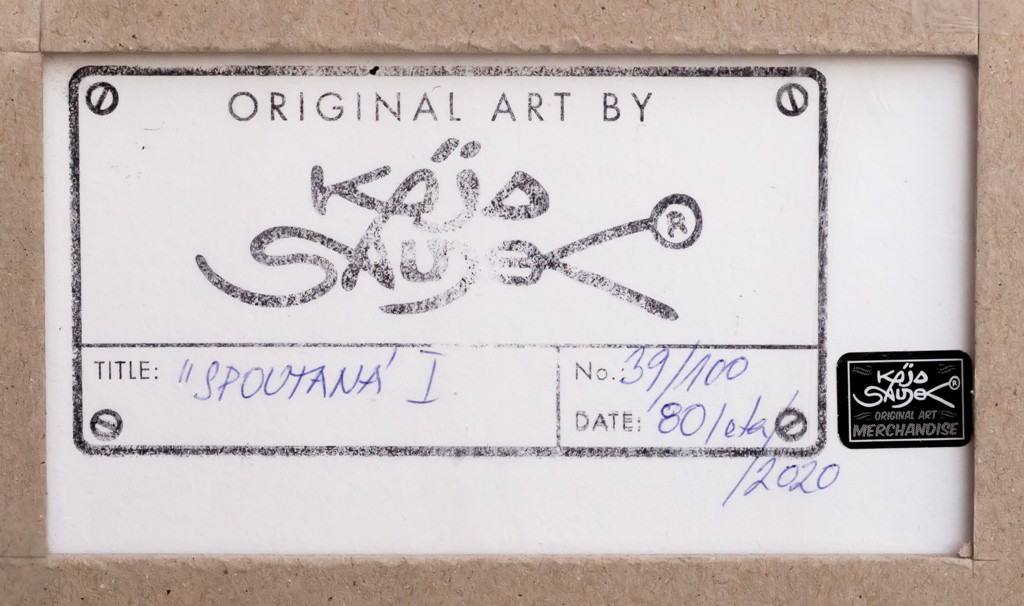 ORIGINAL ART BY
Kája
SAUDEK ®
TITLE: "SPOUTANÁ" I.
No.: 39/100
DATE: 80/léta/
/2020
Kája
SAUDEK ®
ORIGINAL ART
MERCHANDISE